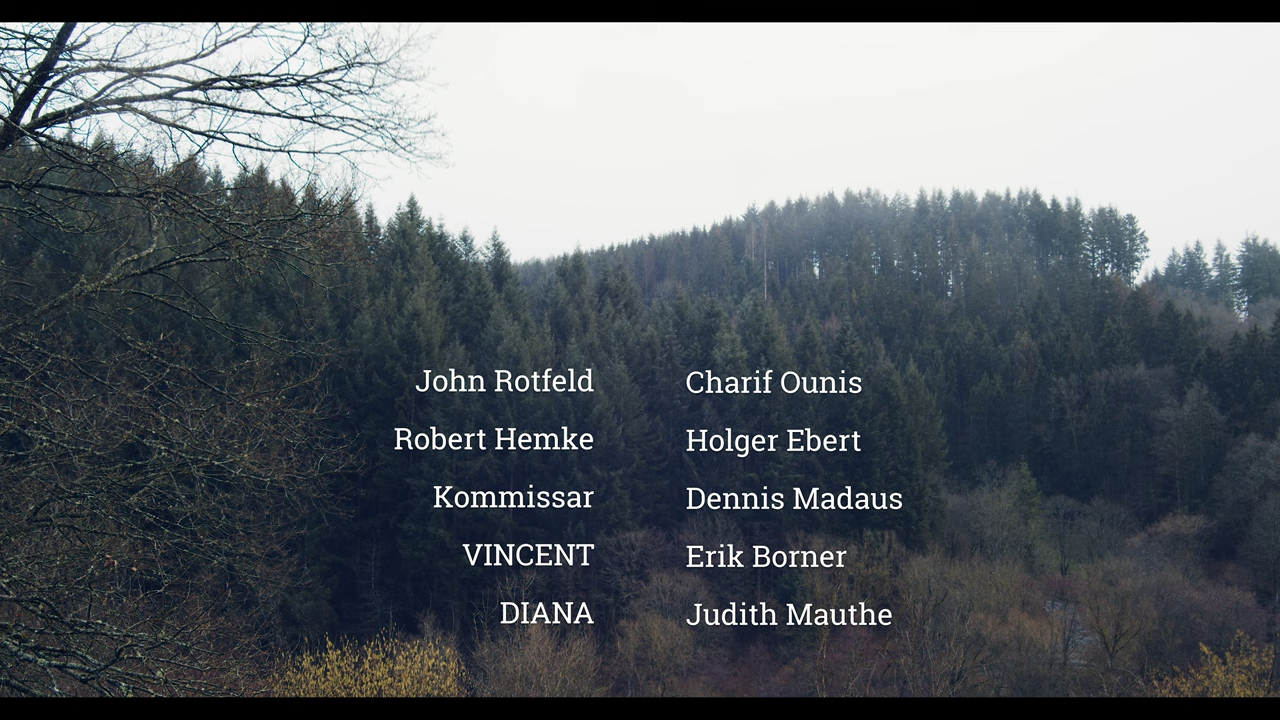 John Rotfeld Charif Ounis
Robert Hemke Holger Ebert
Kommissar Dennis Madaus
VINCENT Erik Borner
DIANA Judith Mauthe